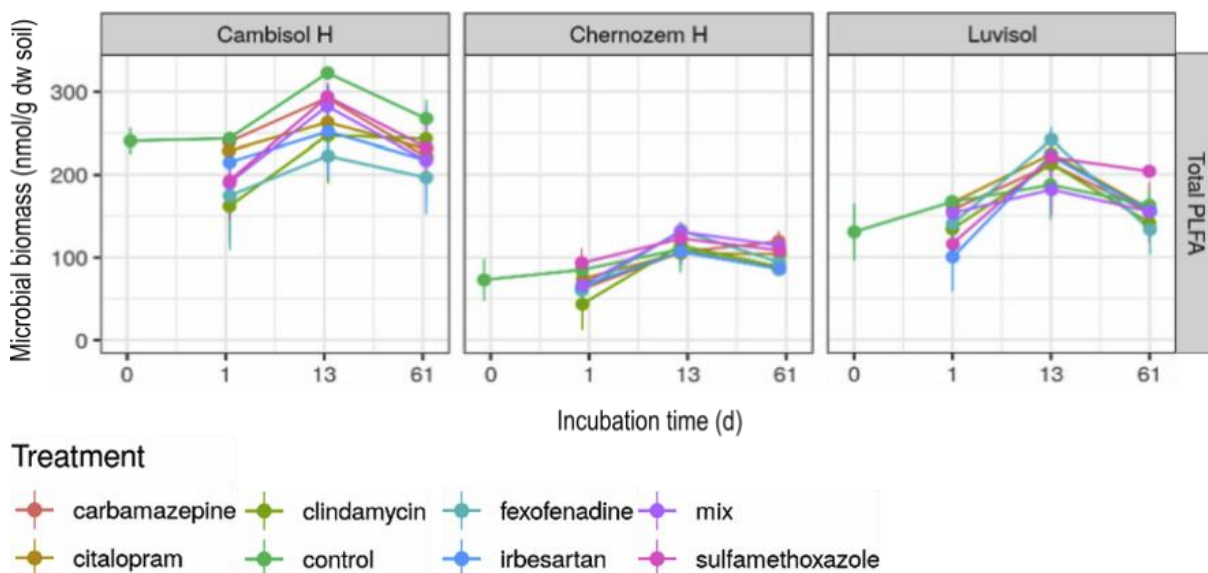 Cambisol H Chernozem H Luvisol
Microbial biomass (nmol/g dw soil)
300
200
100
0
Total PLFA
0 1 13 61 0 1 13 61 0 1 13 61
Incubation time (d)
Treatment
carbamazepine clindamycin fexofenadine mix
citalopram control irbesartan sulfamethoxazole